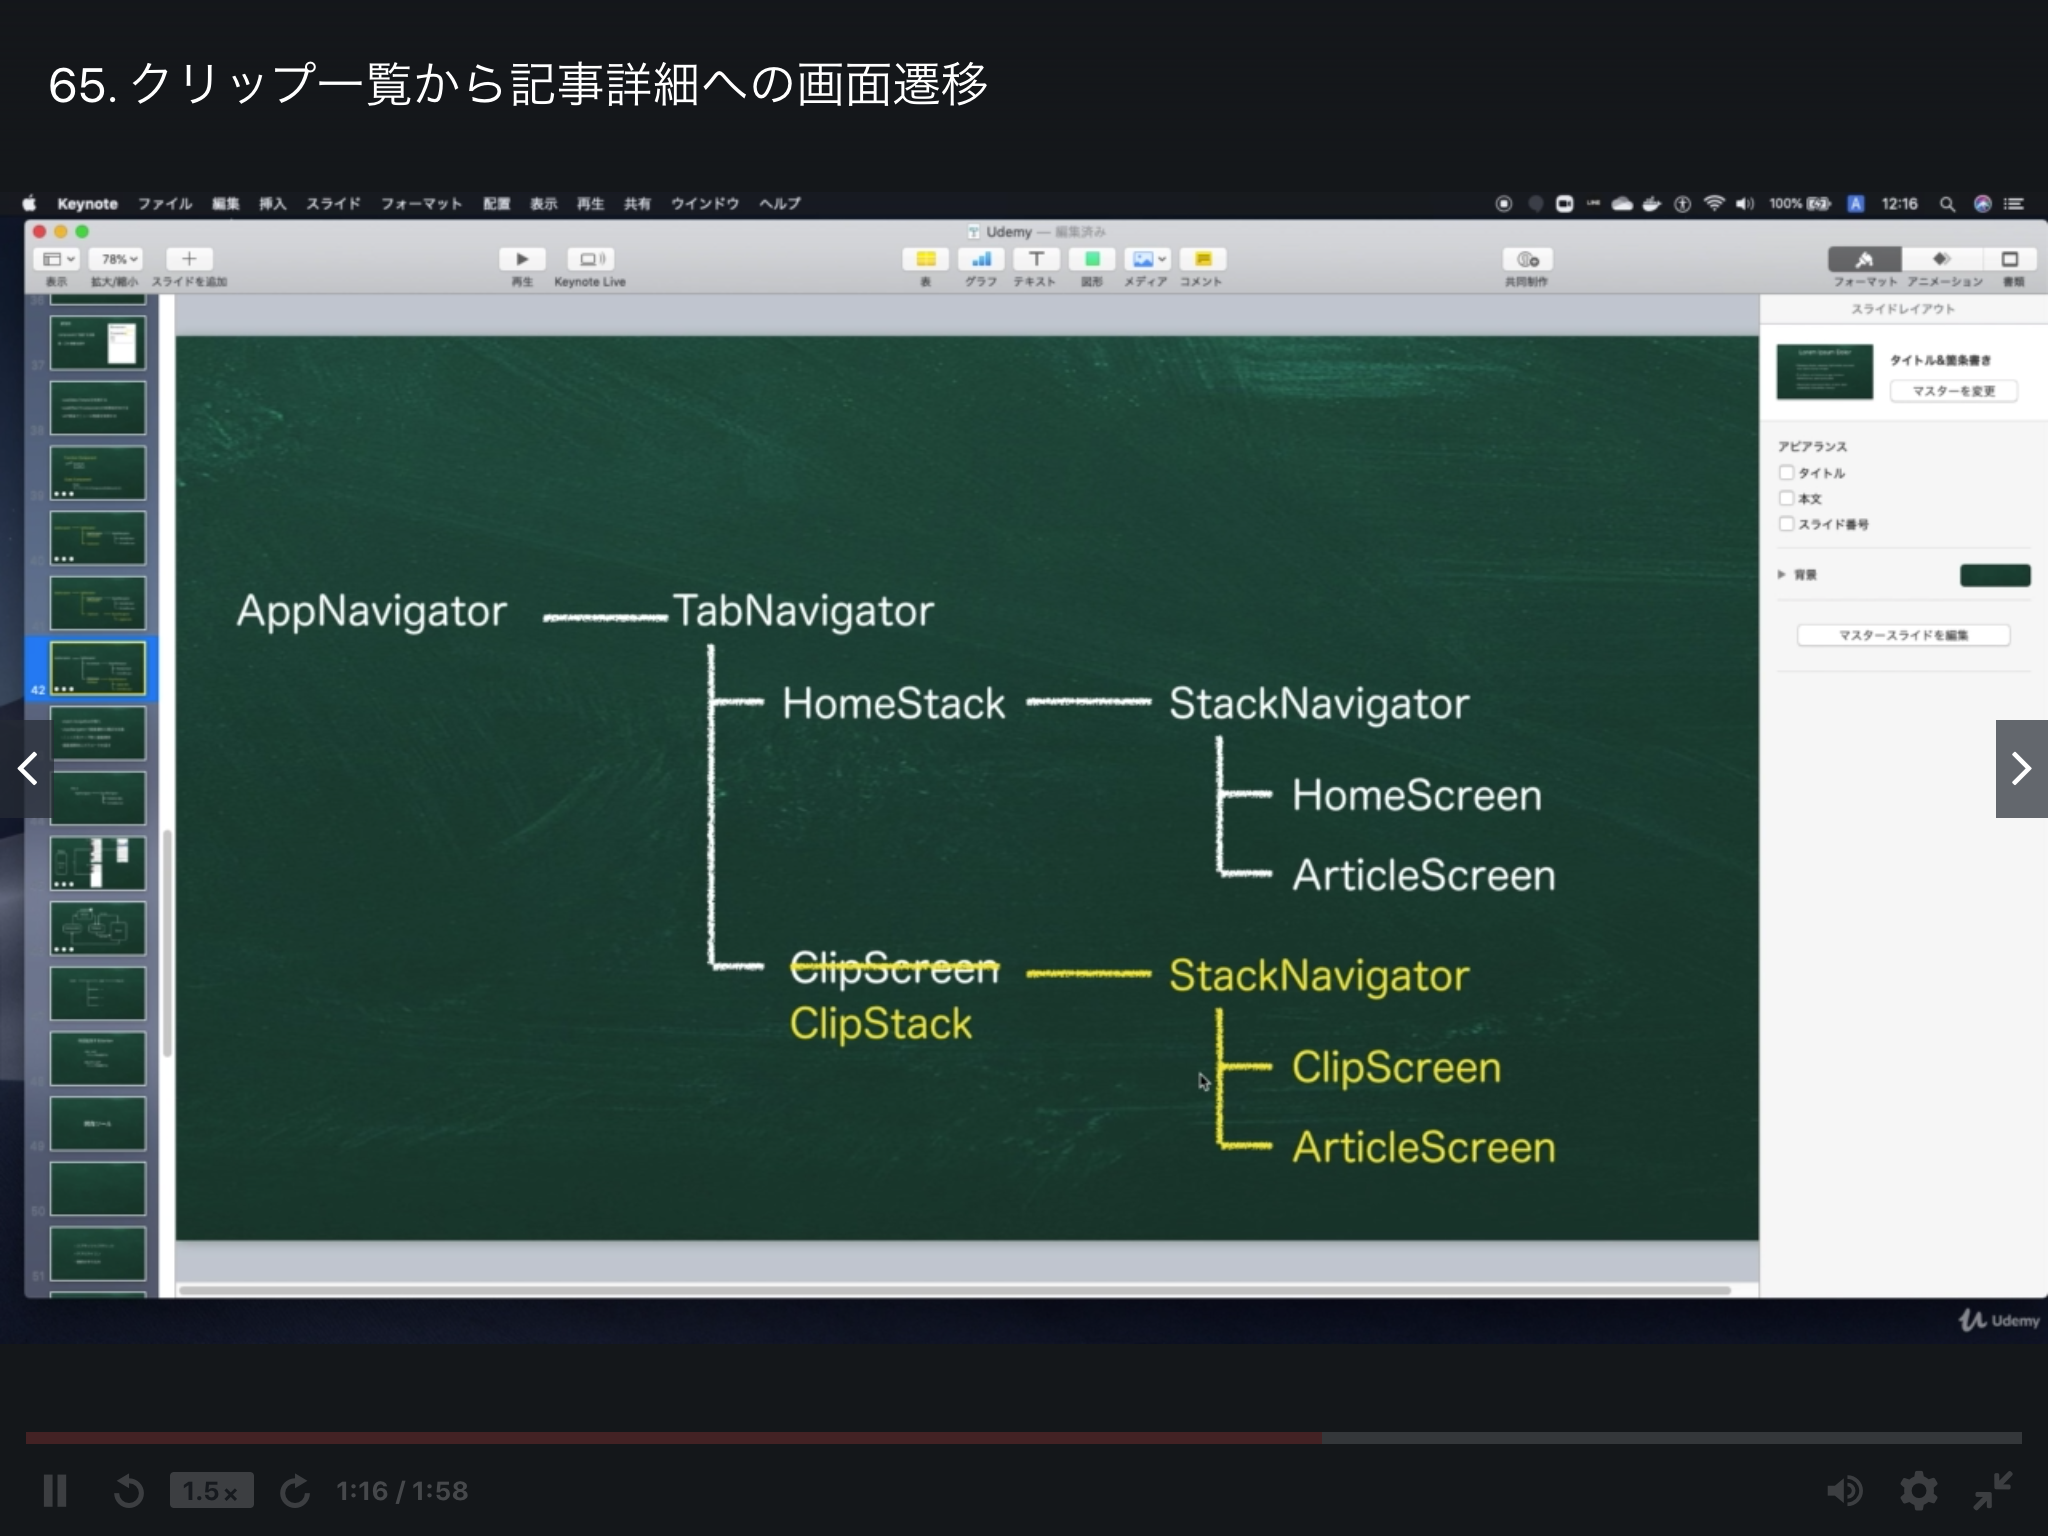 65. クリップ一覧から記事詳細への画面遷移
Keynote ファイル 編集 挿入 スライド フォーマット 配置 表示 再生 共有 ウインドウ ヘルプ
100% A 12:16
Udemy — 編集済み
78%
表示 拡大/縮小 スライドを追加 再生 Keynote Live 表 グラフ テキスト 図形 メディア コメント 共同制作 フォーマット アニメーション 書類
スライドレイアウト
タイトル&箇条書き
マスターを変更
アピアランス
タイトル
本文
スライド番号
背景
マスタースライドを編集
37
42
49
50
51
AppNavigator TabNavigator
HomeStack StackNavigator
HomeScreen
ArticleScreen
ClipScreen StackNavigator
ClipStack
ClipScreen
ArticleScreen
Udemy
1.5× 1:16 / 1:58